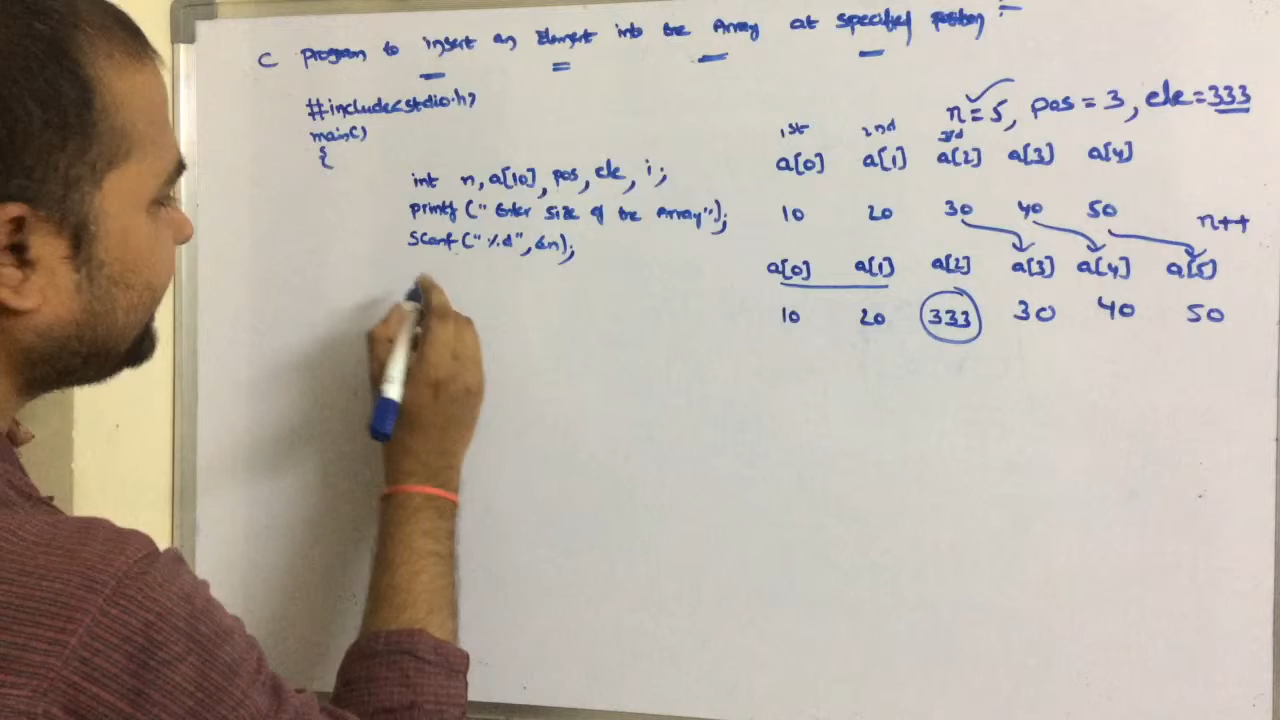 C program to insert an Element into the Array at specified position :-
#include<stdio.h>
main()
{
int n, a[10], pos, ele, i;
printf ("Enter size of the Array");
Scanf ("%d", &n);
n=5, pos = 3, ele=333
1st 2nd 3rd
a[0] a[1] a[2] a[3] a[4]
10 20 30 40 50
n++
a[0] a[1] a[2] a[3] a[4] a[5]
10 20 333 30 40 50